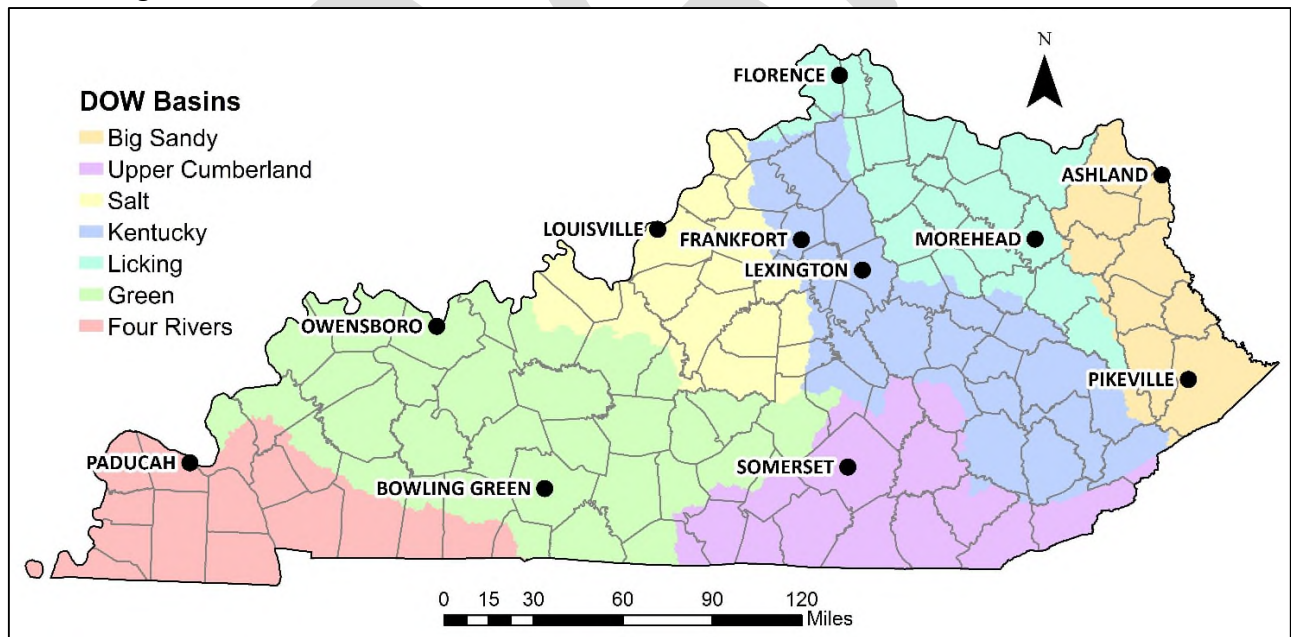 N
FLORENCE
DOW Basins
Big Sandy
Upper Cumberland
Salt
Kentucky
Licking
Green
Four Rivers
ASHLAND
LOUISVILLE
FRANKFORT
MOREHEAD
LEXINGTON
OWENSBORO
PIKEVILLE
PADUCAH
SOMERSET
BOWLING GREEN
0 15 30 60 90 120
Miles